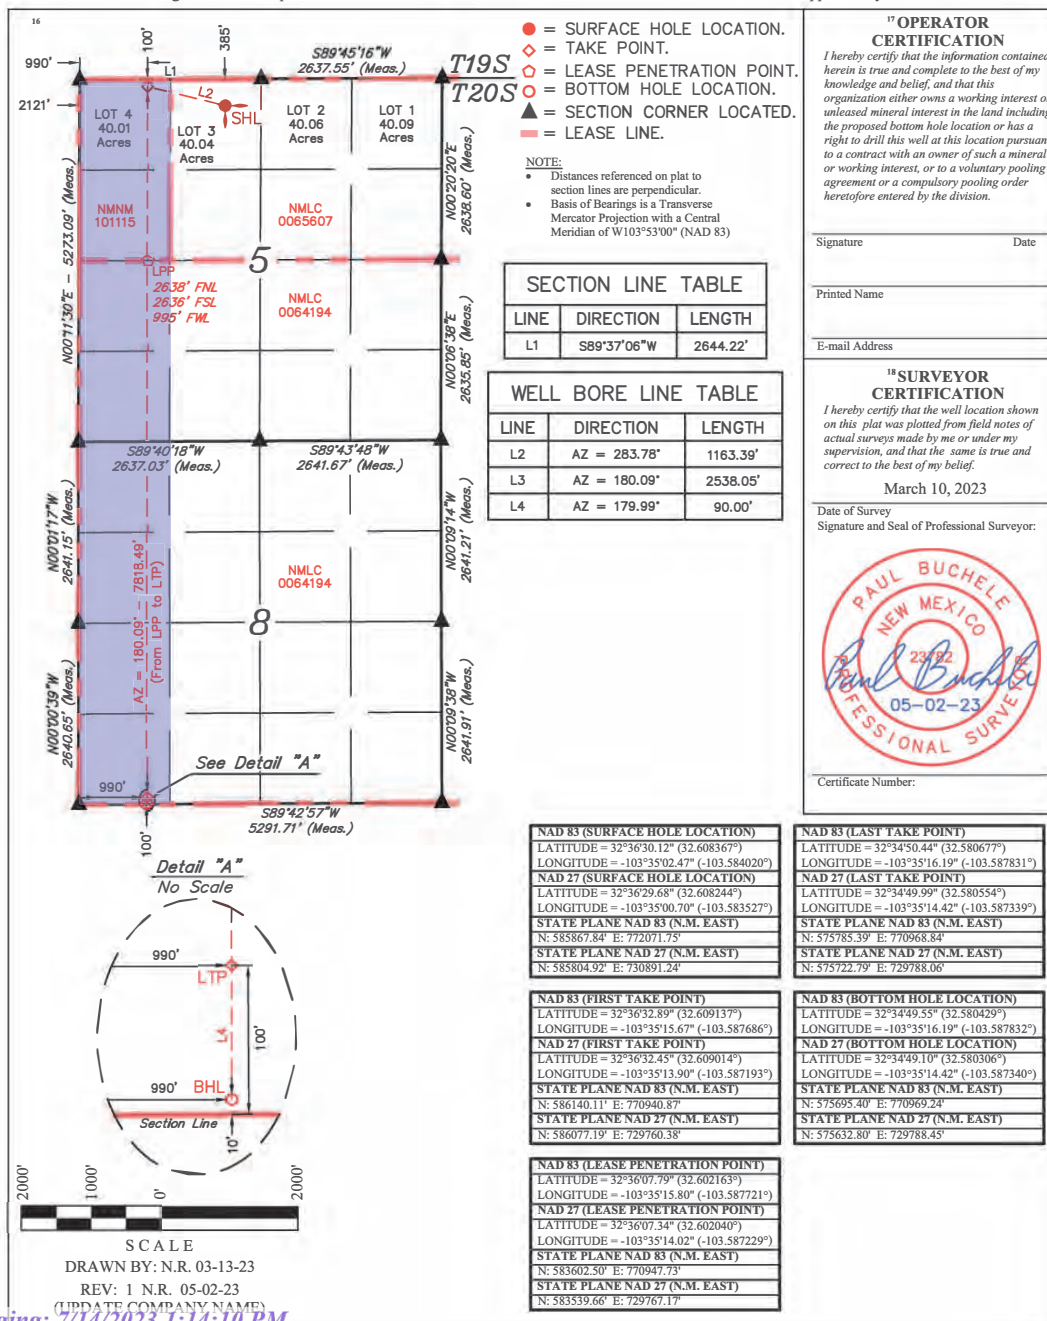 16
100'
385'
S89°45'16"W
2637.55' (Meas.)
990'
L1
T19S
T20S
2121'
L2
SHL
LOT 4
40.01
Acres
LOT 3
40.04
Acres
LOT 2
40.06
Acres
LOT 1
40.09
Acres
N00°20'20"E
2638.60' (Meas.)
N00°11'30"E - 5273.09' (Meas.)
NMNM
101115
NMLC
0065607
5
LPP
2638' FNL
2636' FSL
995' FWL
NMLC
0064194
N00°06'38"E
2635.85' (Meas.)
S89°40'18"W
2637.03' (Meas.)
S89°43'48"W
2641.67' (Meas.)
N00°01'17"W
2641.15' (Meas.)
N00°09'14"W
2641.21' (Meas.)
AZ = 180.09° - 7818.49'
(From LPP to LTP)
NMLC
0064194
8
N00°00'39"W
2640.65' (Meas.)
N00°09'38"W
2641.91' (Meas.)
See Detail "A"
990'
S89°42'57"W
5291.71' (Meas.)
100'
= SURFACE HOLE LOCATION.
= TAKE POINT.
= LEASE PENETRATION POINT.
= BOTTOM HOLE LOCATION.
= SECTION CORNER LOCATED.
= LEASE LINE.
NOTE:
• Distances referenced on plat to
section lines are perpendicular.
• Basis of Bearings is a Transverse
Mercator Projection with a Central
Meridian of W103°53'00" (NAD 83)
SECTION LINE TABLE
LINE DIRECTION LENGTH
L1 S89°37'06"W 2644.22'
WELL BORE LINE TABLE
LINE DIRECTION LENGTH
L2 AZ = 283.78° 1163.39'
L3 AZ = 180.09° 2538.05'
L4 AZ = 179.99° 90.00'
17 OPERATOR
CERTIFICATION
I hereby certify that the information contained
herein is true and complete to the best of my
knowledge and belief, and that this
organization either owns a working interest o
unleased mineral interest in the land including
the proposed bottom hole location or has a
right to drill this well at this location pursuan
to a contract with an owner of such a mineral
or working interest, or to a voluntary pooling
agreement or a compulsory pooling order
heretofore entered by the division.
Signature Date
Printed Name
E-mail Address
18 SURVEYOR
CERTIFICATION
I hereby certify that the well location shown
on this plat was plotted from field notes of
actual surveys made by me or under my
supervision, and that the same is true and
correct to the best of my belief.
March 10, 2023
Date of Survey
Signature and Seal of Professional Surveyor:
PAUL BUCHELE
NEW MEXICO
23782
Paul Buchele
05-02-23
PROFESSIONAL SURVEYOR
Certificate Number:
Detail "A"
No Scale
990'
LTP
L4
100'
990'
BHL
Section Line
10'
2000'
1000'
0'
2000'
SCALE
DRAWN BY: N.R. 03-13-23
REV: 1 N.R. 05-02-23
(UPDATE COMPANY NAME)
ging: 7/14/2023 1:14:10 PM
NAD 83 (SURFACE HOLE LOCATION)
LATITUDE = 32°36'30.12" (32.608367°)
LONGITUDE = -103°35'02.47" (-103.584020°)
NAD 27 (SURFACE HOLE LOCATION)
LATITUDE = 32°36'29.68" (32.608244°)
LONGITUDE = -103°35'00.70" (-103.583527°)
STATE PLANE NAD 83 (N.M. EAST)
N: 585867.84' E: 772071.75'
STATE PLANE NAD 27 (N.M. EAST)
N: 585804.92' E: 730891.24'
NAD 83 (LAST TAKE POINT)
LATITUDE = 32°34'50.44" (32.580677°)
LONGITUDE = -103°35'16.19" (-103.587831°)
NAD 27 (LAST TAKE POINT)
LATITUDE = 32°34'49.99" (32.580554°)
LONGITUDE = -103°35'14.42" (-103.587339°)
STATE PLANE NAD 83 (N.M. EAST)
N: 575785.39' E: 770968.84'
STATE PLANE NAD 27 (N.M. EAST)
N: 575722.79' E: 729788.06'
NAD 83 (FIRST TAKE POINT)
LATITUDE = 32°36'32.89" (32.609137°)
LONGITUDE = -103°35'15.67" (-103.587686°)
NAD 27 (FIRST TAKE POINT)
LATITUDE = 32°36'32.45" (32.609014°)
LONGITUDE = -103°35'13.90" (-103.587193°)
STATE PLANE NAD 83 (N.M. EAST)
N: 586140.11' E: 770940.87'
STATE PLANE NAD 27 (N.M. EAST)
N: 586077.19' E: 729760.38'
NAD 83 (BOTTOM HOLE LOCATION)
LATITUDE = 32°34'49.55" (32.580429°)
LONGITUDE = -103°35'16.19" (-103.587832°)
NAD 27 (BOTTOM HOLE LOCATION)
LATITUDE = 32°34'49.10" (32.580306°)
LONGITUDE = -103°35'14.42" (-103.587340°)
STATE PLANE NAD 83 (N.M. EAST)
N: 575695.40' E: 770969.24'
STATE PLANE NAD 27 (N.M. EAST)
N: 575632.80' E: 729788.45'
NAD 83 (LEASE PENETRATION POINT)
LATITUDE = 32°36'07.79" (32.602163°)
LONGITUDE = -103°35'15.80" (-103.587721°)
NAD 27 (LEASE PENETRATION POINT)
LATITUDE = 32°36'07.34" (32.602040°)
LONGITUDE = -103°35'14.02" (-103.587229°)
STATE PLANE NAD 83 (N.M. EAST)
N: 583602.50' E: 770947.73'
STATE PLANE NAD 27 (N.M. EAST)
N: 583539.66' E: 729767.17'